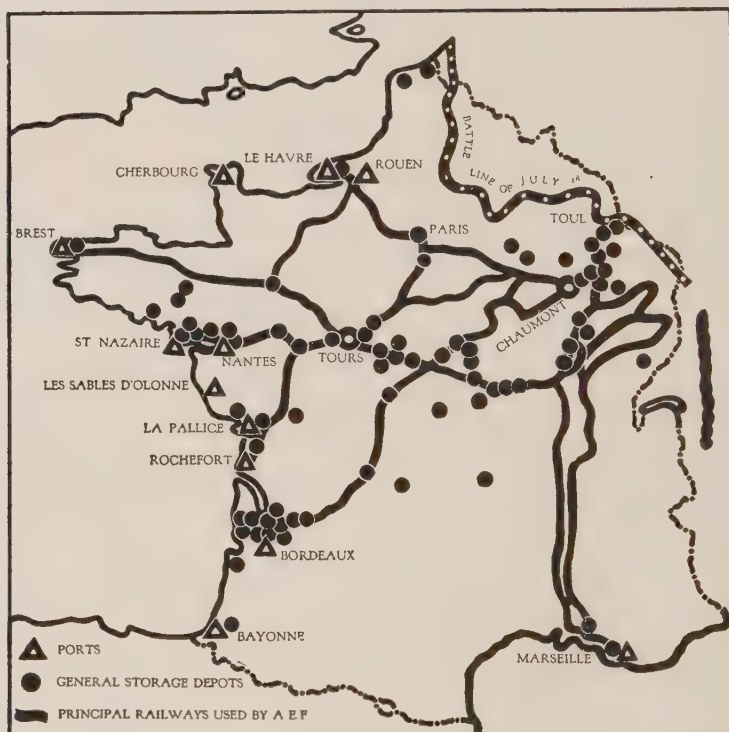 BATTLE
LINE OF JULY 18
LE HAVRE
CHERBOURG
ROUEN
TOUL
BREST
PARIS
CHAUMONT
ST NAZAIRE
NANTES
TOURS
LES SABLES D'OLONNE
LA PALLICE
ROCHEFORT
BORDEAUX
BAYONNE
MARSEILLE
PORTS
GENERAL STORAGE DEPOTS
PRINCIPAL RAILWAYS USED BY A E F